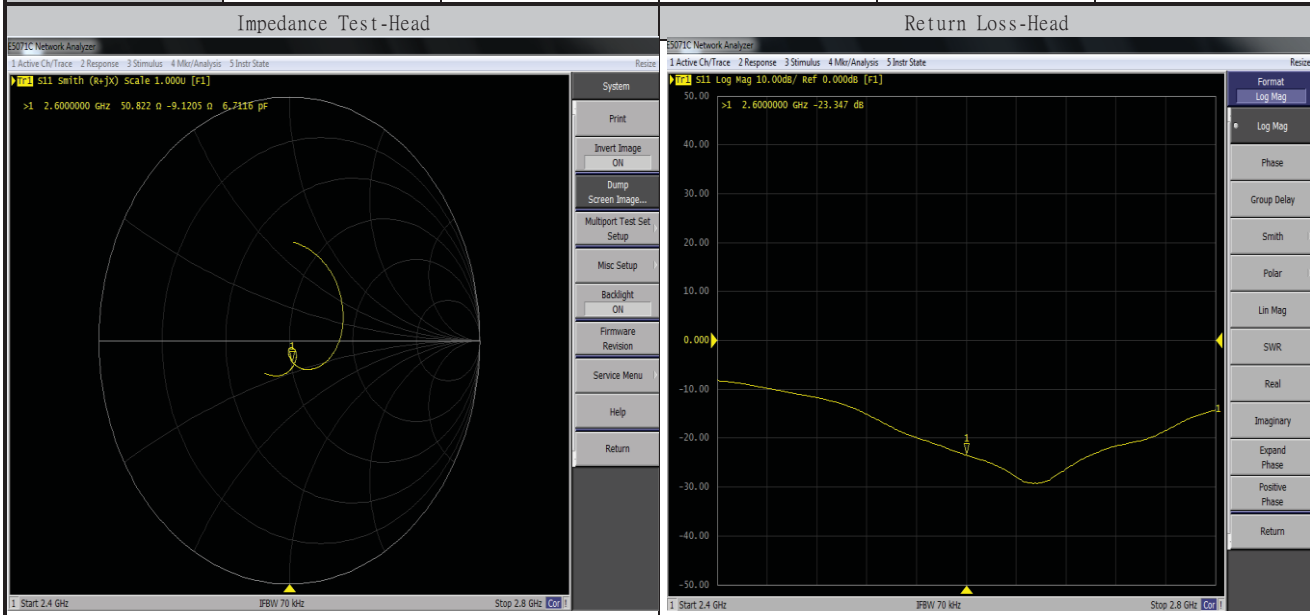 Impedance Test-Head
E5071C Network Analyzer
1 Active Ch/Trace 2 Response 3 Stimulus 4 Mkr/Analysis 5 Instr State Resize
Tr1 S11 Smith (R+jX) Scale 1.000U [F1]
>1 2.6000000 GHz 50.822 Ω -9.1205 Ω 6.7116 pF
1
System
Print
Invert Image
ON
Dump
Screen Image...
Multiport Test Set
Setup
Misc Setup
Backlight
ON
Firmware
Revision
Service Menu
Help
Return
1 Start 2.4 GHz IFBW 70 kHz Stop 2.8 GHz Cor !
Return Loss-Head
E5071C Network Analyzer
1 Active Ch/Trace 2 Response 3 Stimulus 4 Mkr/Analysis 5 Instr State Resize
Tr1 S11 Log Mag 10.00dB/ Ref 0.000dB [F1]
50.00
>1 2.6000000 GHz -23.347 dB
40.00
30.00
20.00
10.00
0.000
-10.00
-20.00
-30.00
-40.00
-50.00
1
1
Format
Log Mag
Log Mag
Phase
Group Delay
Smith
Polar
Lin Mag
SWR
Real
Imaginary
Expand
Phase
Positive
Phase
Return
1 Start 2.4 GHz IFBW 70 kHz Stop 2.8 GHz Cor !